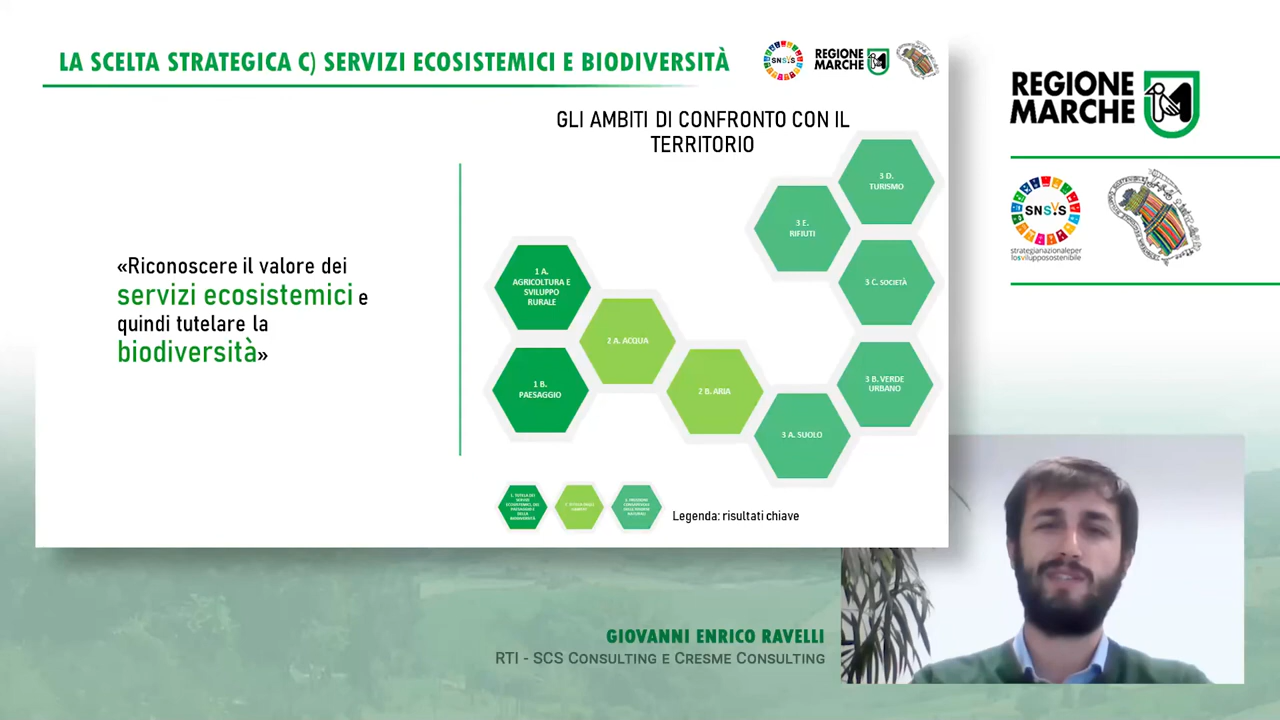 LA SCELTA STRATEGICA C) SERVIZI ECOSISTEMICI E BIODIVERSITÀ
SNSVS
REGIONE
MARCHE
GLI AMBITI DI CONFRONTO CON IL
TERRITORIO
«Riconoscere il valore dei
servizi ecosistemici e
quindi tutelare la
biodiversità»
1 A.
AGRICOLTURA E
SVILUPPO
RURALE
1 B.
PAESAGGIO
2 A. ACQUA
2 B. ARIA
3 A. SUOLO
3 B. VERDE
URBANO
3 C. SOCIETÀ
3 D.
TURISMO
3 E.
RIFIUTI
Legenda: risultati chiave
REGIONE
MARCHE
SNSVS
strategianazionaleper
losvilupposostenibile
GIOVANNI ENRICO RAVELLI
RTI - SCS CONSULTING E CRESME CONSULTING